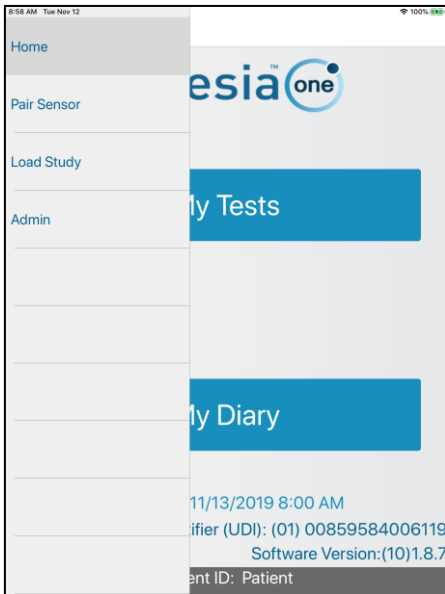 8:58 AM Tue Nov 12
100%
Home
esia one
™
Pair Sensor
Load Study
My Tests
Admin
My Diary
11/13/2019 8:00 AM
ifier (UDI): (01) 00859584006119
Software Version:(10)1.8.7
ent ID: Patient